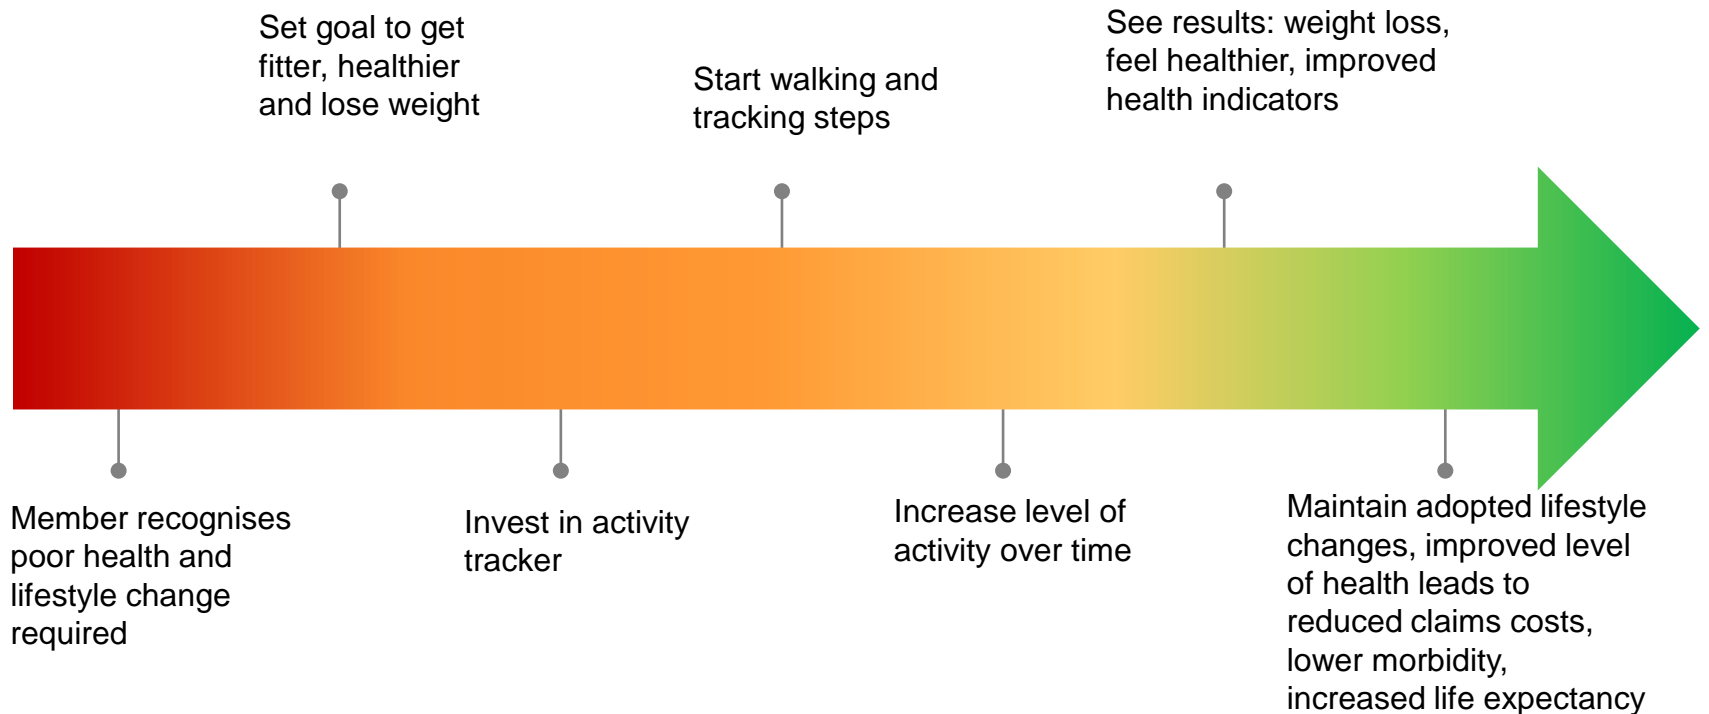 Set goal to get
fitter, healthier
and lose weight
Start walking and
tracking steps
See results: weight loss,
feel healthier, improved
health indicators
Member recognises
poor health and
lifestyle change
required
Invest in activity
tracker
Increase level of
activity over time
Maintain adopted lifestyle
changes, improved level
of health leads to
reduced claims costs,
lower morbidity,
increased life expectancy